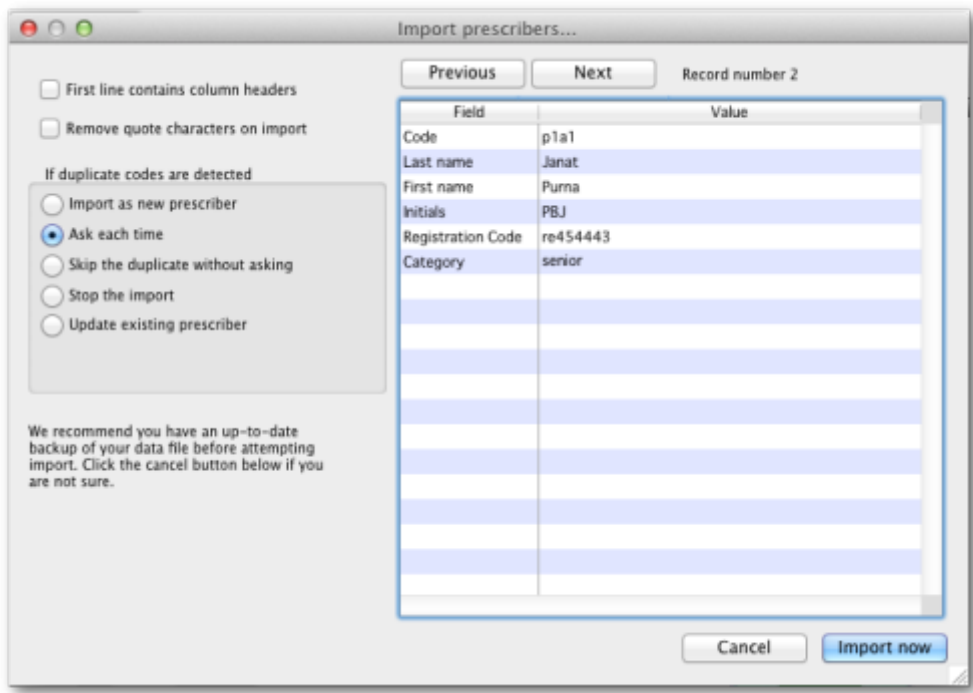 Import prescribers...
First line contains column headers
Remove quote characters on import
If duplicate codes are detected
Import as new prescriber
Ask each time
Skip the duplicate without asking
Stop the import
Update existing prescriber
We recommend you have an up-to-date
backup of your data file before attempting
import. Click the cancel button below if you
are not sure.
Previous Next Record number 2
Field Value
Code p1a1
Last name Janat
First name Purna
Initials PBJ
Registration Code re454443
Category senior
Cancel Import now